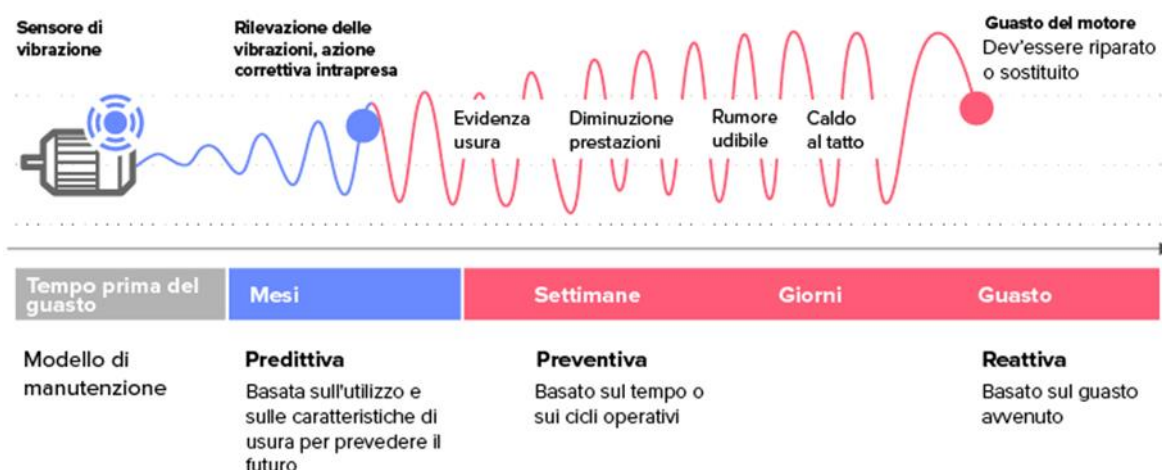 Sensore di
vibrazione
Rilevazione delle
vibrazioni, azione
correttiva intrapresa
Evidenza
usura
Diminuzione
prestazioni
Rumore
udibile
Caldo
al tatto
Guasto del motore
Dev'essere riparato
o sostituito
Tempo prima del
guasto
Mesi
Settimane
Giorni
Guasto
Modello di
manutenzione
Predittiva
Basata sull'utilizzo e
sulle caratteristiche di
usura per prevedere il
futuro
Preventiva
Basato sul tempo o
sui cicli operativi
Reattiva
Basato sul guasto
avvenuto